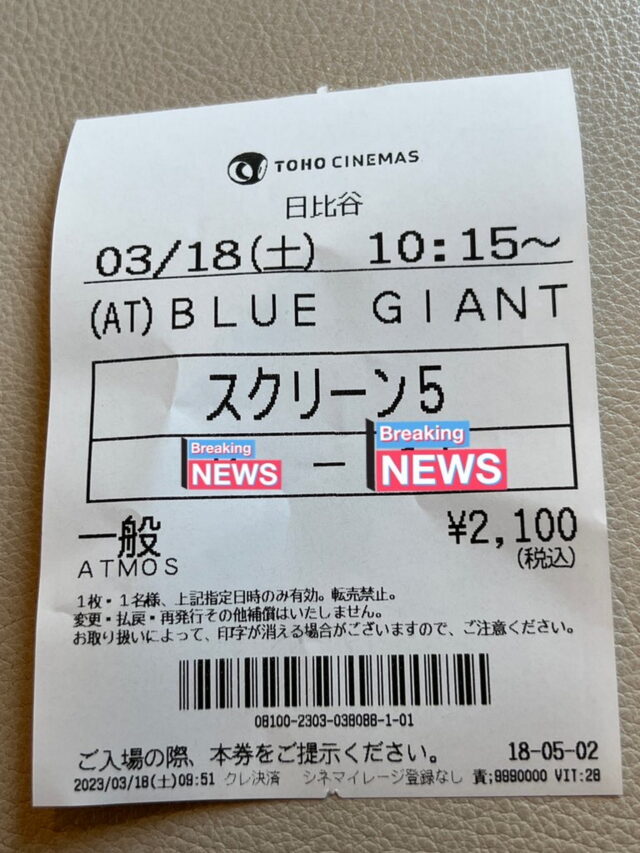 TOHO CINEMAS
日比谷
03/18(土) 10:15～
(AT)ＢＬＵＥ ＧＩＡＮＴ
スクリーン5
Breaking NEWS － Breaking NEWS
一般 ¥2,100
ATMOS (税込)
1枚・1名様、上記指定日時のみ有効。転売禁止。
変更・払戻・再発行その他補償はいたしません。
お取り扱いによって、印字が消える場合がございますので、ご注意ください。
08100-2303-038088-1-01
ご入場の際、本券をご提示ください。 18-05-02
2023/03/18(土)09:51 クレ決済 シネマイレージ登録なし 責;9990000 VIT:28